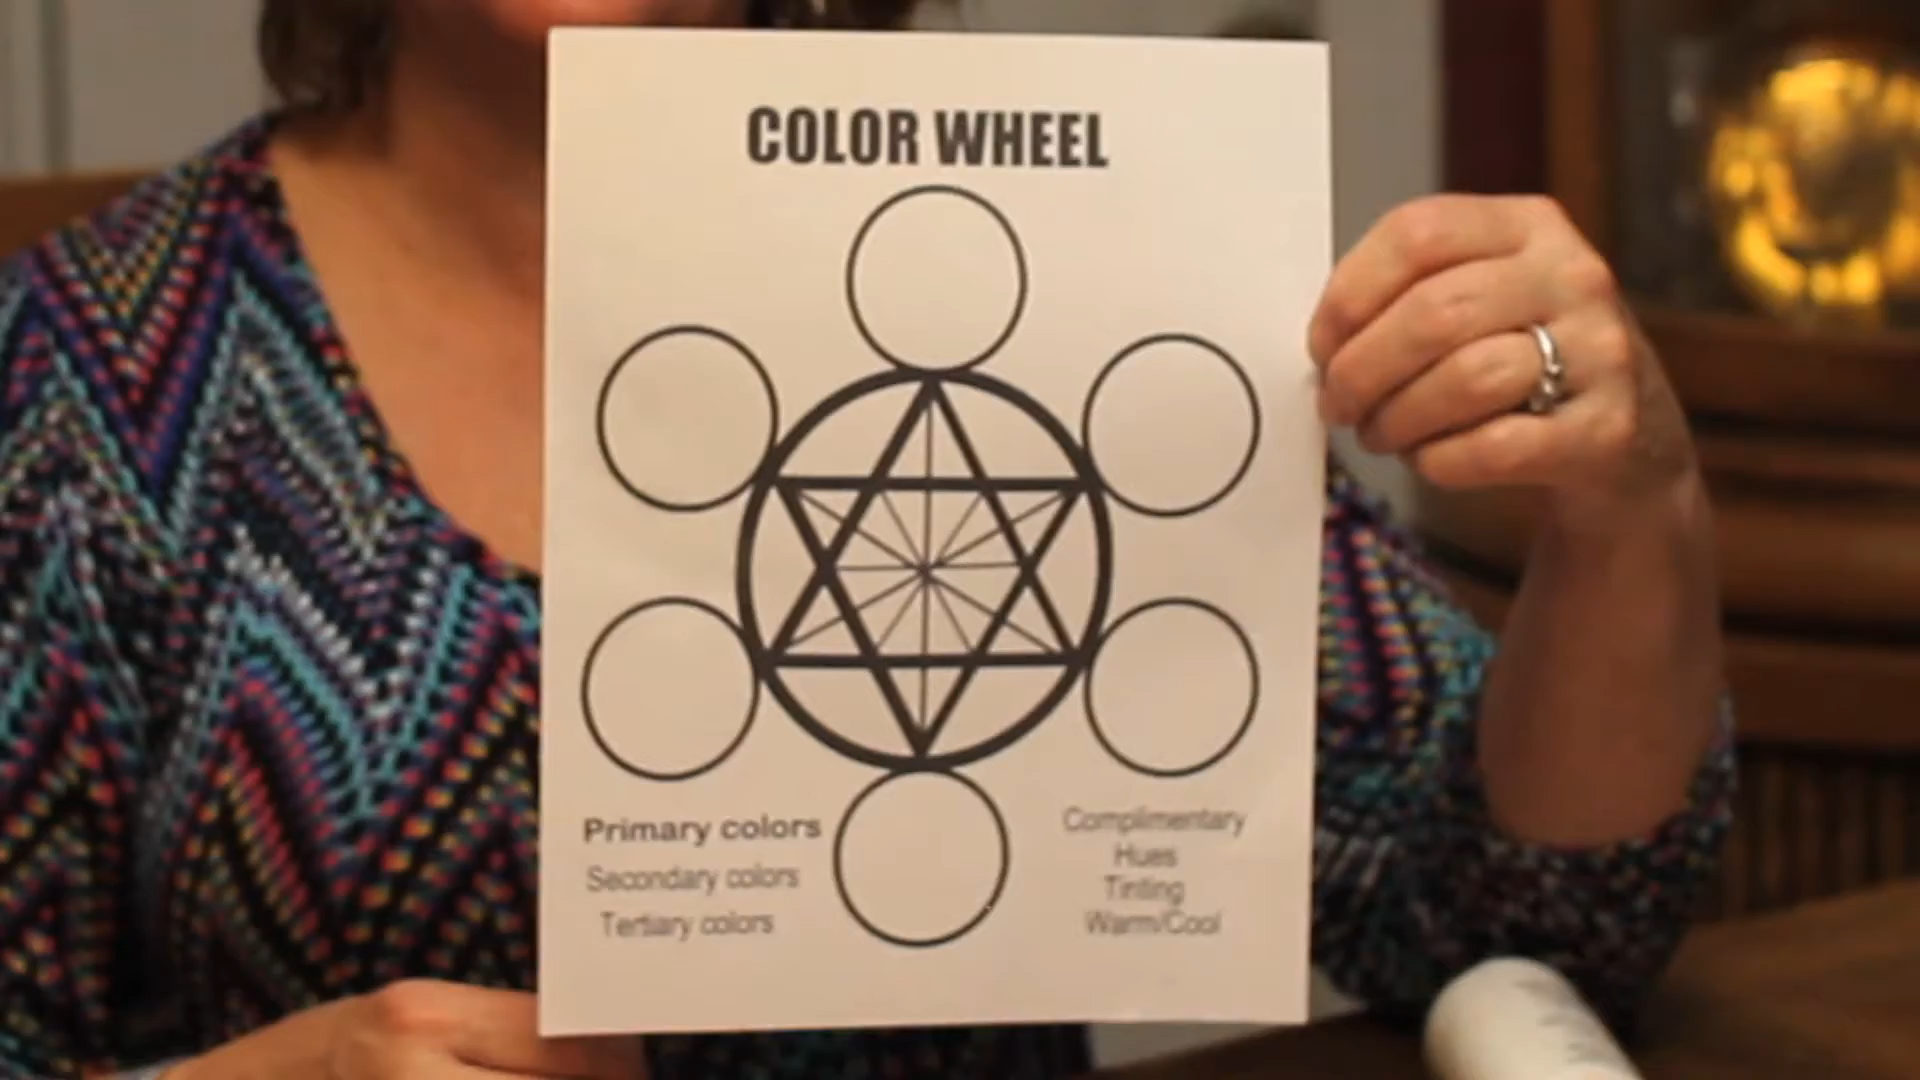 COLOR WHEEL
Primary colors
Secondary colors
Tertiary colors
Complimentary
Hues
Tinting
Warm/Cool